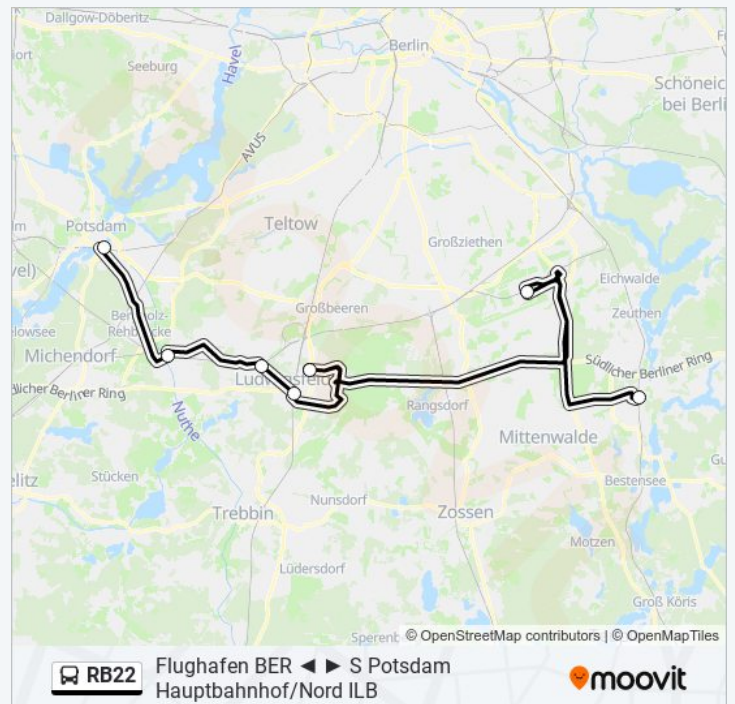 Dallgow-Döberitz
Berlin
Seeburg
Havel
Schöneic
bei Berli
AVUS
Potsdam
Teltow
Großziethen
Eichwalde
Großbeeren
Zeuthen
Michendorf
Südlicher Berliner Ring
Rangsdorf
dlicher Berliner Ring
Nuthe
Mittenwalde
elitz
Stücken
Bestensee
Nunsdorf
Trebbin
Zossen
Motzen
Lüdersdorf
Groß Köris
© OpenStreetMap contributors | © OpenMapTiles
RB22
Flughafen BER ◄ ► S Potsdam
Hauptbahnhof/Nord ILB
moovit